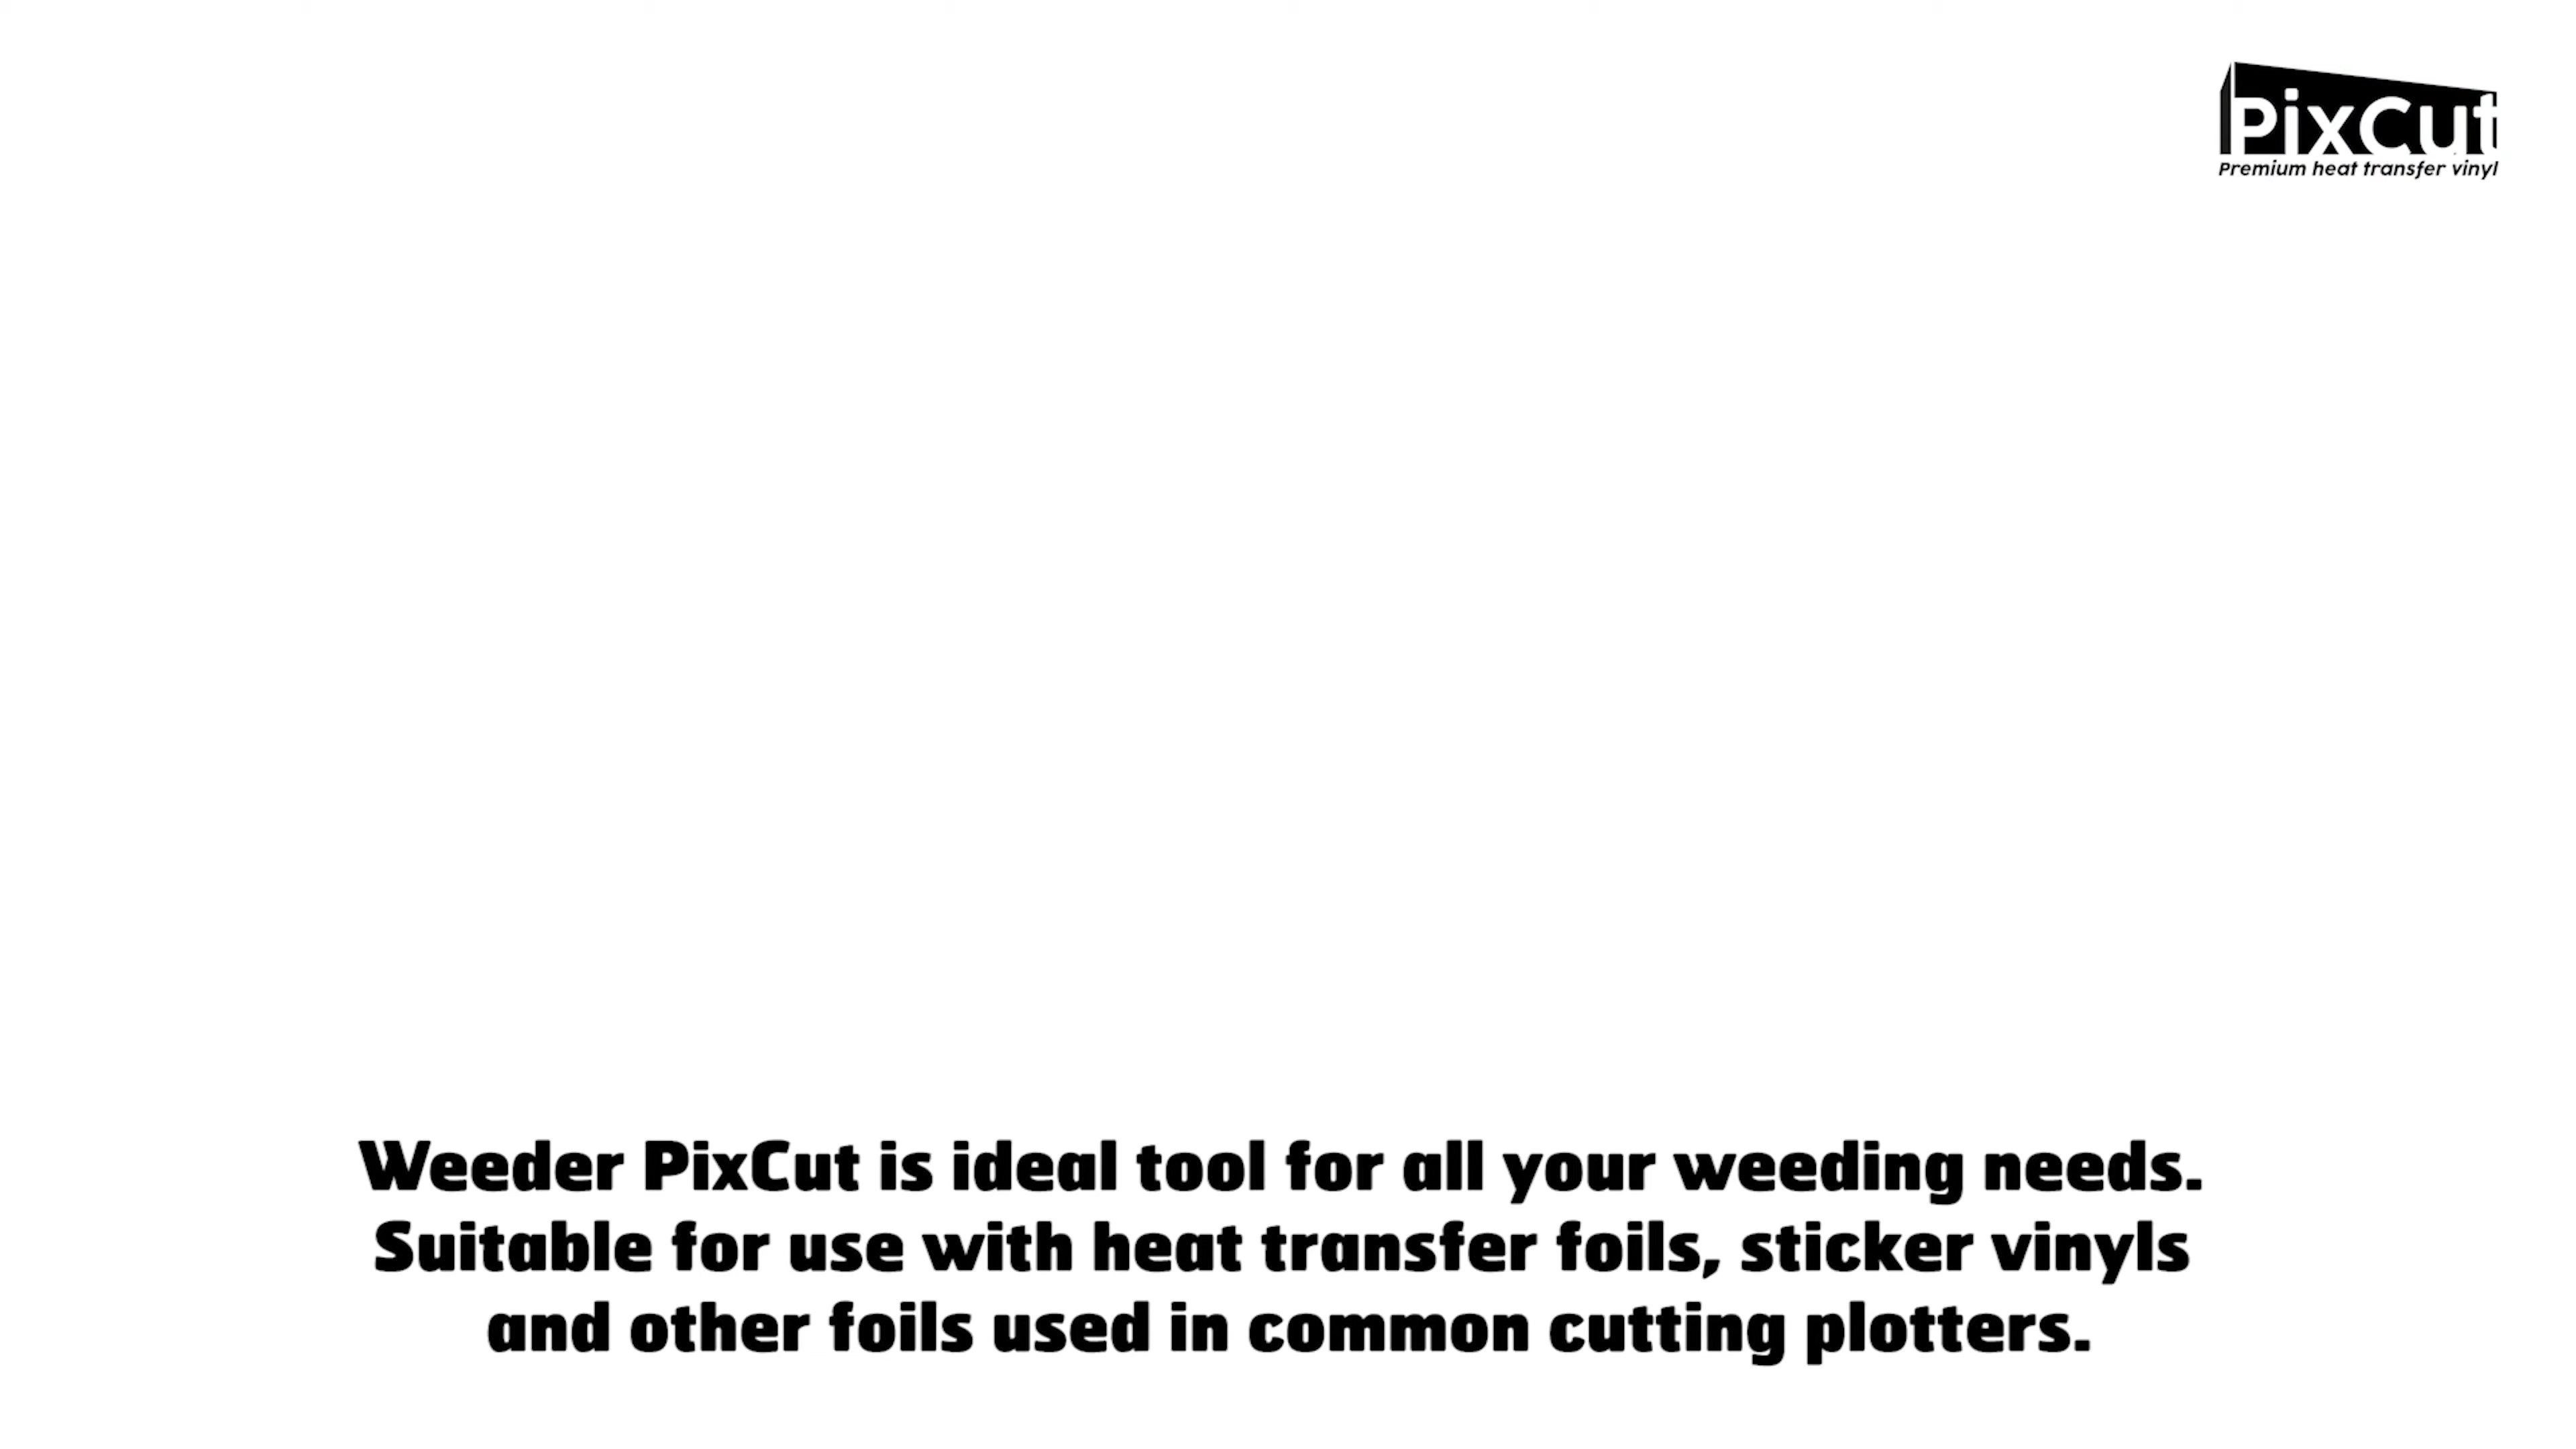 PixCut
Premium heat transfer vinyl
Weeder PixCut is ideal tool for all your weeding needs.
Suitable for use with heat transfer foils, sticker vinyls
and other foils used in common cutting plotters.